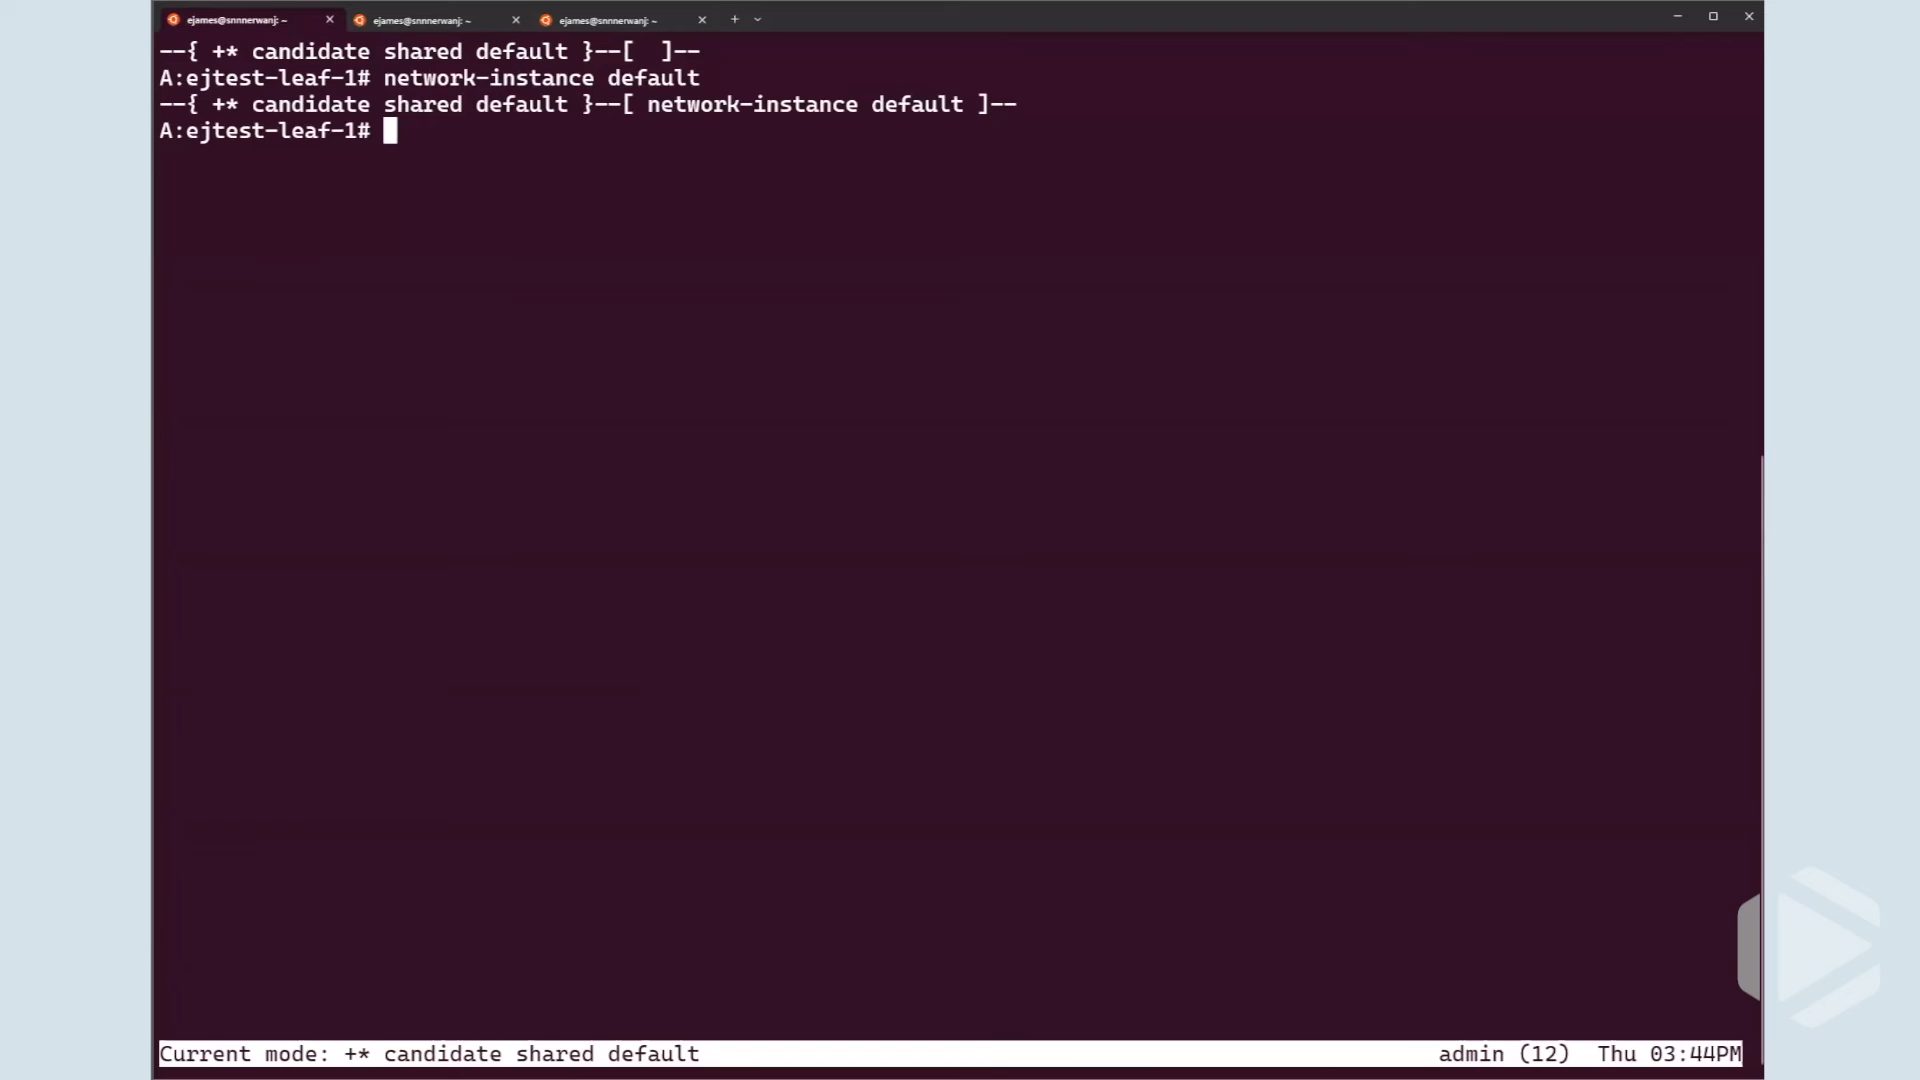 ejames@snnnerwanj: ~
ejames@snnnerwanj: ~
ejames@snnnerwanj: ~
--{ +* candidate shared default }--[  ]--
A:ejtest-leaf-1# network-instance default
--{ +* candidate shared default }--[ network-instance default ]--
A:ejtest-leaf-1#
Current mode: +* candidate shared default admin (12) Thu 03:44PM